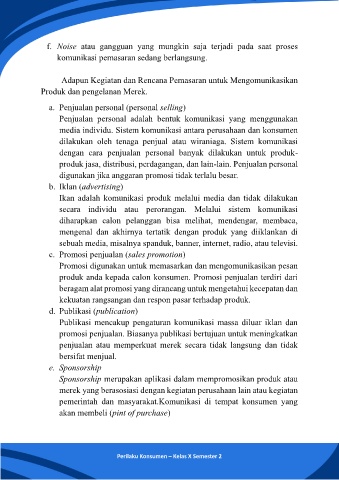 f. Noise atau gangguan yang mungkin saja terjadi pada saat proses
komunikasi pemasaran sedang berlangsung.
Adapun Kegiatan dan Rencana Pemasaran untuk Mengomunikasikan
Produk dan pengelanan Merek.
a. Penjualan personal (personal selling)
Penjualan personal adalah bentuk komunikasi yang menggunakan
media individu. Sistem komunikasi antara perusahaan dan konsumen
dilakukan oleh tenaga penjual atau wiraniaga. Sistem komunikasi
dengan cara penjualan personal banyak dilakukan untuk produk-
produk jasa, distribusi, perdagangan, dan lain-lain. Penjualan personal
digunakan jika anggaran promosi tidak terlalu besar.
b. Iklan (advertising)
Ikan adalah komunikasi produk melalui media dan tidak dilakukan
secara individu atau perorangan. Melalui sistem komunikasi
diharapkan calon pelanggan bisa melihat, mendengar, membaca,
mengenal dan akhirnya tertatik dengan produk yang diiklankan di
sebuah media, misalnya spanduk, banner, internet, radio, atau televisi.
c. Promosi penjualan (sales promotion)
Promosi digunakan untuk memasarkan dan mengomunikasikan pesan
produk anda kepada calon konsumen. Promosi penjualan terdiri dari
beragam alat promosi yang dirancang untuk mengetahui kecepatan dan
kekuatan rangsangan dan respon pasar terhadap produk.
d. Publikasi (publication)
Publikasi mencakup pengaturan komunikasi massa diluar iklan dan
promosi penjualan. Biasanya publikasi bertujuan untuk meningkatkan
penjualan atau memperkuat merek secara tidak langsung dan tidak
bersifat menjual.
e. Sponsorship
Sponsorship merupakan aplikasi dalam mempromosikan produk atau
merek yang berasosiasi dengan kegiatan perusahaan lain atau kegiatan
pemerintah dan masyarakat.Komunikasi di tempat konsumen yang
akan membeli (pint of purchase)
Perilaku Konsumen – Kelas X Semester 2